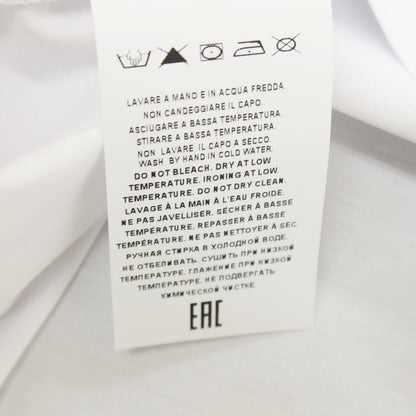 LAVARE A MANO E IN ACQUA FREDDA.
NON CANDEGGIARE IL CAPO.
ASCIUGARE A BASSA TEMPERATURA.
STIRARE A BASSA TEMPERATURA.
NON LAVARE IL CAPO A SECCO.
WASH BY HAND IN COLD WATER.
DO NOT BLEACH. DRY AT LOW
TEMPERATURE. IRONING AT LOW
TEMPERATURE. DO NOT DRY CLEAN.
LAVAGE À LA MAIN À L'EAU FROIDE.
NE PAS JAVELLISER. SÉCHER À BASSE
TEMPÉRATURE. REPASSER À BASSE
TEMPÉRATURE. NE PAS NETTOYER À SEC.
РУЧНАЯ СТИРКА В ХОЛОДНОЙ ВОДЕ.
НЕ ОТБЕЛИВАТЬ. СУШИТЬ ПРИ НИЗКОЙ
ТЕМПЕРАТУРЕ. ГЛАЖЕНИЕ ПРИ НИЗКОЙ
ТЕМПЕРАТУРЕ. НЕ ПОДВЕРГАТЬ
ХИМИЧЕСКОЙ ЧИСТКЕ.
EAC